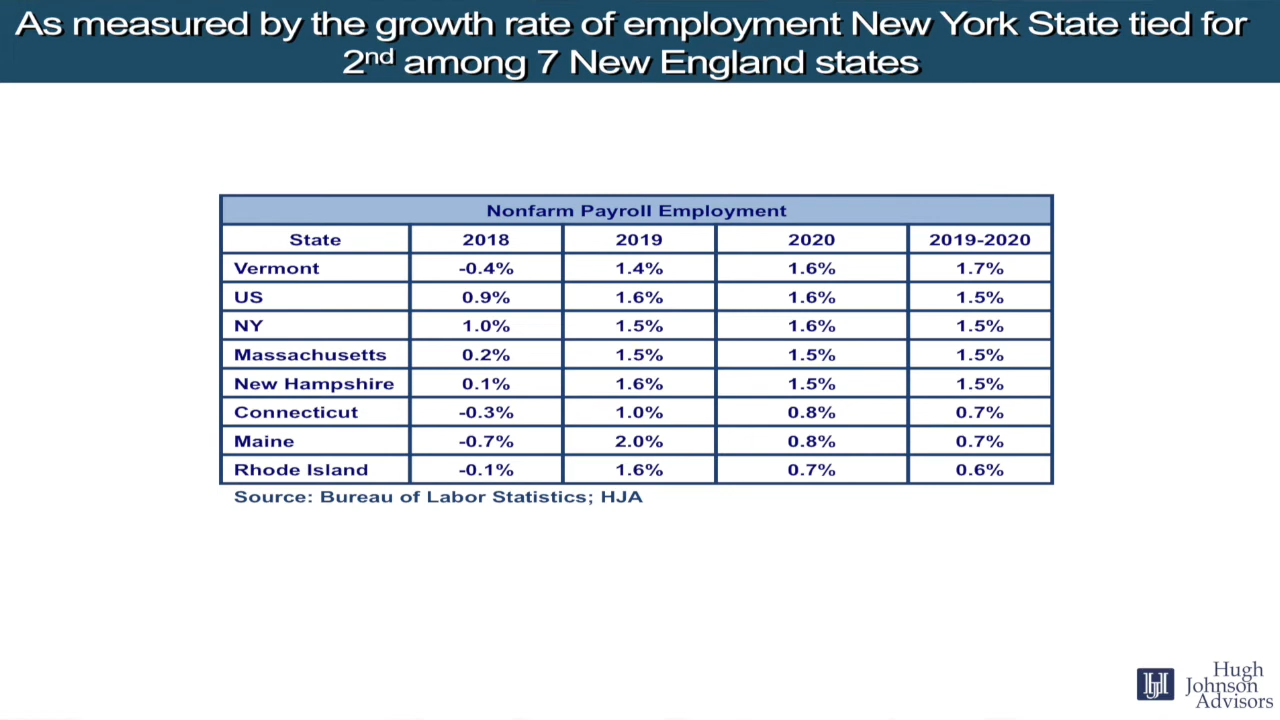 As measured by the growth rate of employment New York State tied for
2nd among 7 New England states
Nonfarm Payroll Employment
State 2018 2019 2020 2019-2020
Vermont -0.4% 1.4% 1.6% 1.7%
US 0.9% 1.6% 1.6% 1.5%
NY 1.0% 1.5% 1.6% 1.5%
Massachusetts 0.2% 1.5% 1.5% 1.5%
New Hampshire 0.1% 1.6% 1.5% 1.5%
Connecticut -0.3% 1.0% 0.8% 0.7%
Maine -0.7% 2.0% 0.8% 0.7%
Rhode Island -0.1% 1.6% 0.7% 0.6%
Source: Bureau of Labor Statistics; HJA
HJ
Hugh
Johnson
Advisors